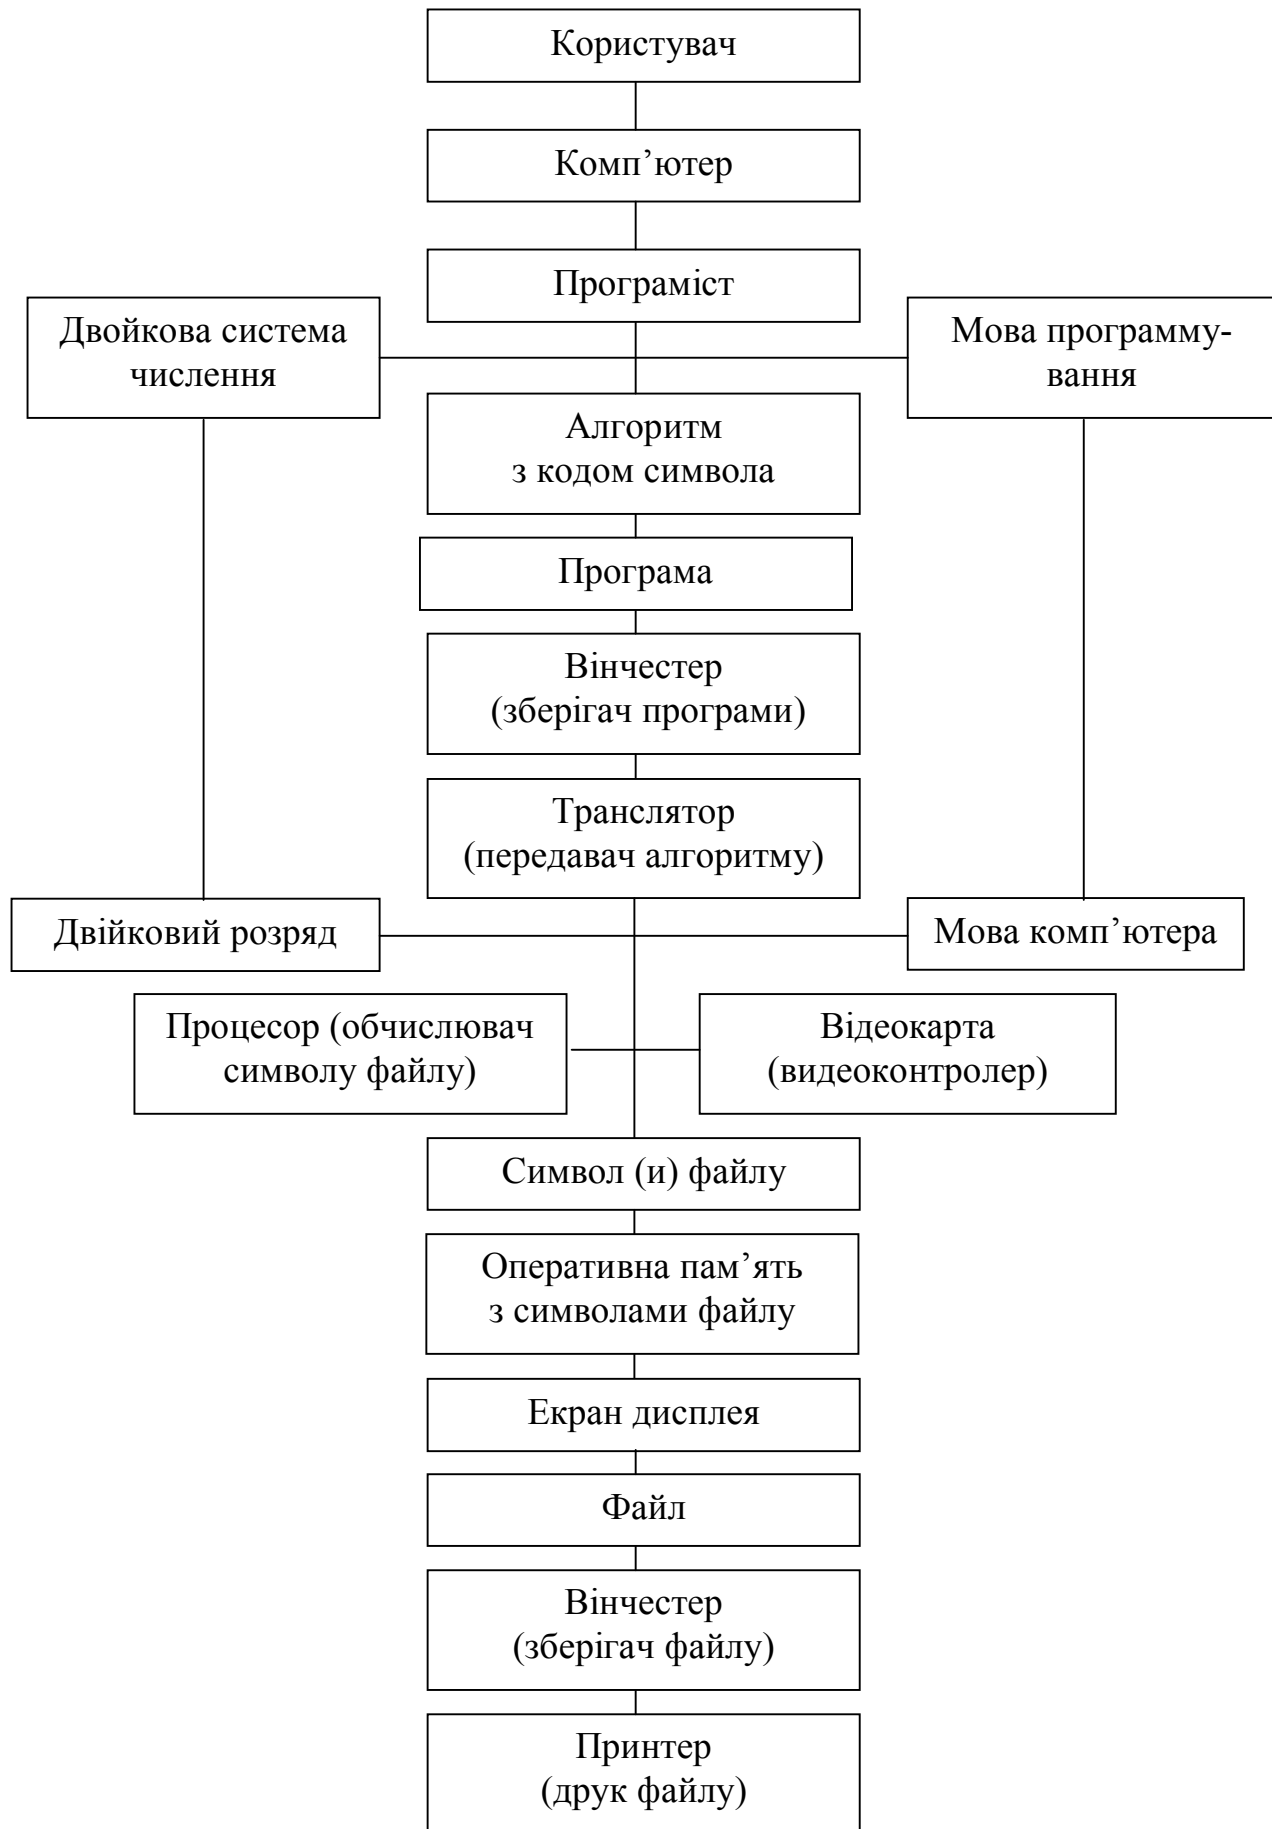 Користувач
Комп’ютер
Програміст
Двойкова система
числення
Мова программу-
вання
Алгоритм
з кодом символа
Програма
Вінчестер
(зберігач програми)
Транслятор
(передавач алгоритму)
Двійковий розряд
Мова комп’ютера
Процесор (обчислювач
символу файлу)
Відеокарта
(видеоконтролер)
Символ (и) файлу
Оперативна пам’ять
з символами файлу
Екран дисплея
Файл
Вінчестер
(зберігач файлу)
Принтер
(друк файлу)